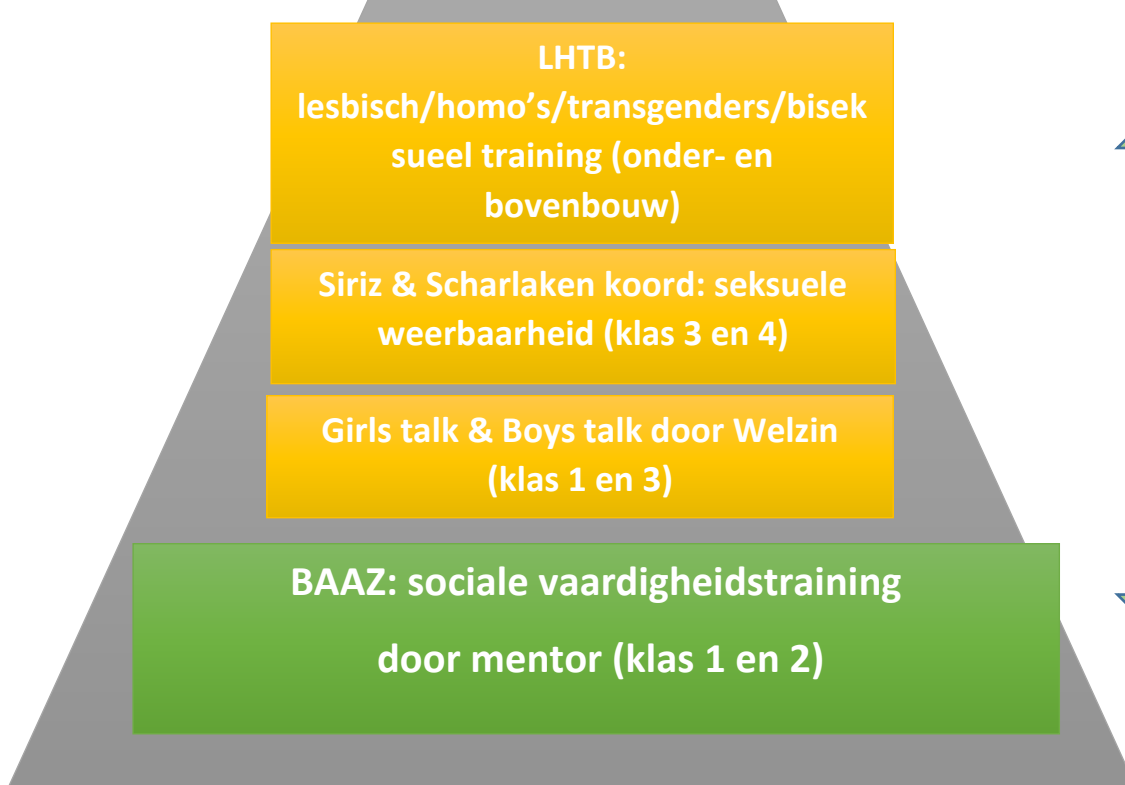 LHTB:
lesbisch/homo’s/transgenders/bisek
sueel training (onder- en
bovenbouw)
Siriz & Scharlaken koord: seksuele
weerbaarheid (klas 3 en 4)
Girls talk & Boys talk door Welzin
(klas 1 en 3)
BAAZ: sociale vaardigheidstraining
door mentor (klas 1 en 2)